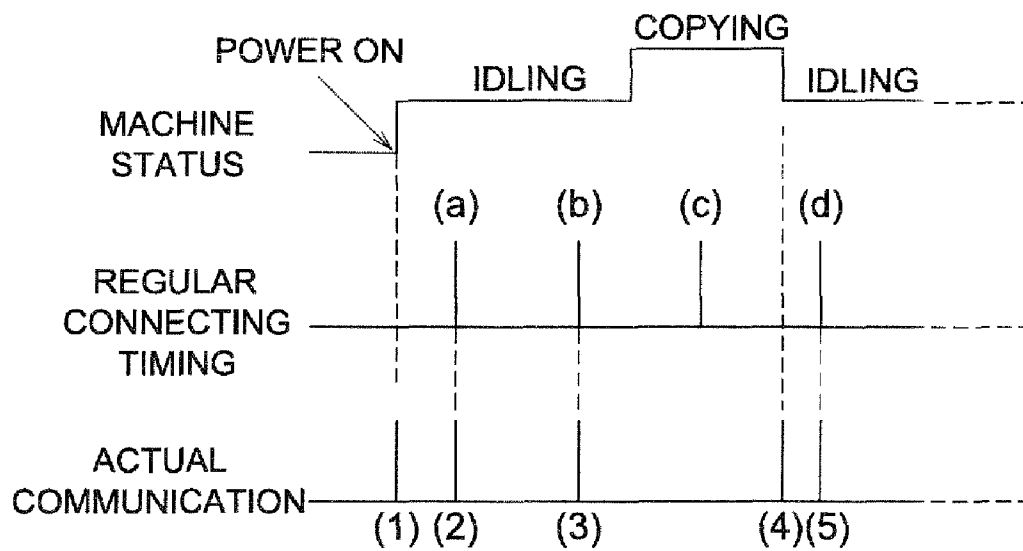 COPYING
POWER ON
IDLING
IDLING
MACHINE
STATUS
(a)
(b)
(c)
(d)
REGULAR
CONNECTING
TIMING
ACTUAL
COMMUNICATION
(1) (2)
(3)
(4)(5)